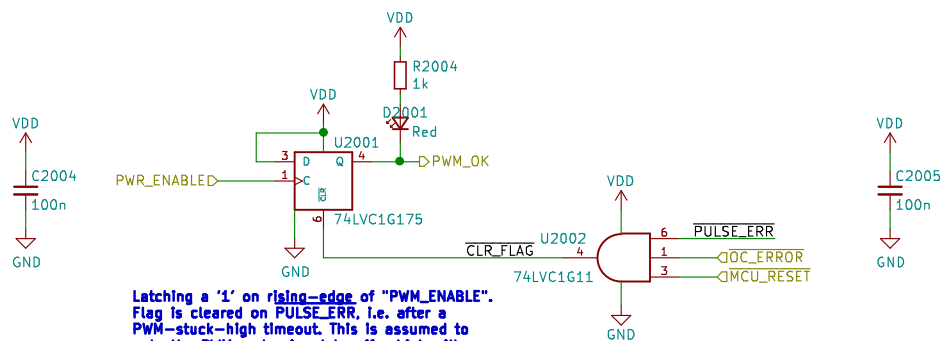 VDD
R2004
1k
D2001
Red
VDD
U2001
3
D
Q
4
PWM_OK
PWR_ENABLE
1
C
CLR
6
74LVC1G175
GND
VDD
C2004
100n
GND
VDD
C2005
100n
GND
VDD
U2002
6
PULSE_ERR
CLR_FLAG
4
1
OC_ERROR
74LVC1G11
3
MCU_RESET
GND
Latching a '1' on rising-edge of "PWM_ENABLE".
Flag is cleared on PULSE_ERR, i.e. after a
PWM-stuck-high timeout. This is assumed to